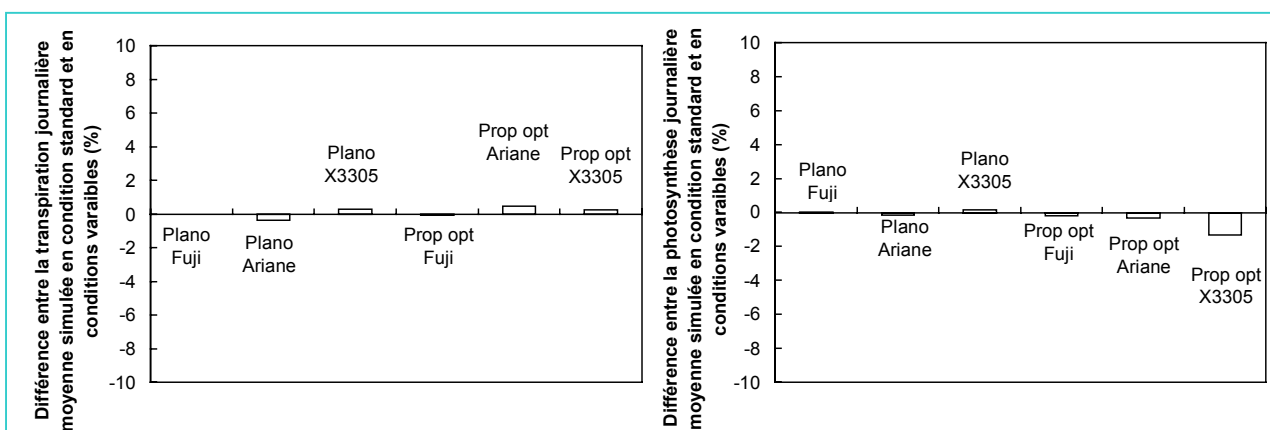 Différence entre la transpiration journalière
moyenne simulée en condition standard et en
conditions varaibles (%)
10
8
6
4
2
0
-2
-4
-6
-8
-10
Plano
Fuji
Plano
Ariane
Plano
X3305
Prop opt
Fuji
Prop opt
Ariane
Prop opt
X3305
Différence entre la photosynthèse journalière
moyenne simulée en condition standard et en
conditions varaibles (%)
10
8
6
4
2
0
-2
-4
-6
-8
-10
Plano
Fuji
Plano
Ariane
Plano
X3305
Prop opt
Fuji
Prop opt
Ariane
Prop opt
X3305